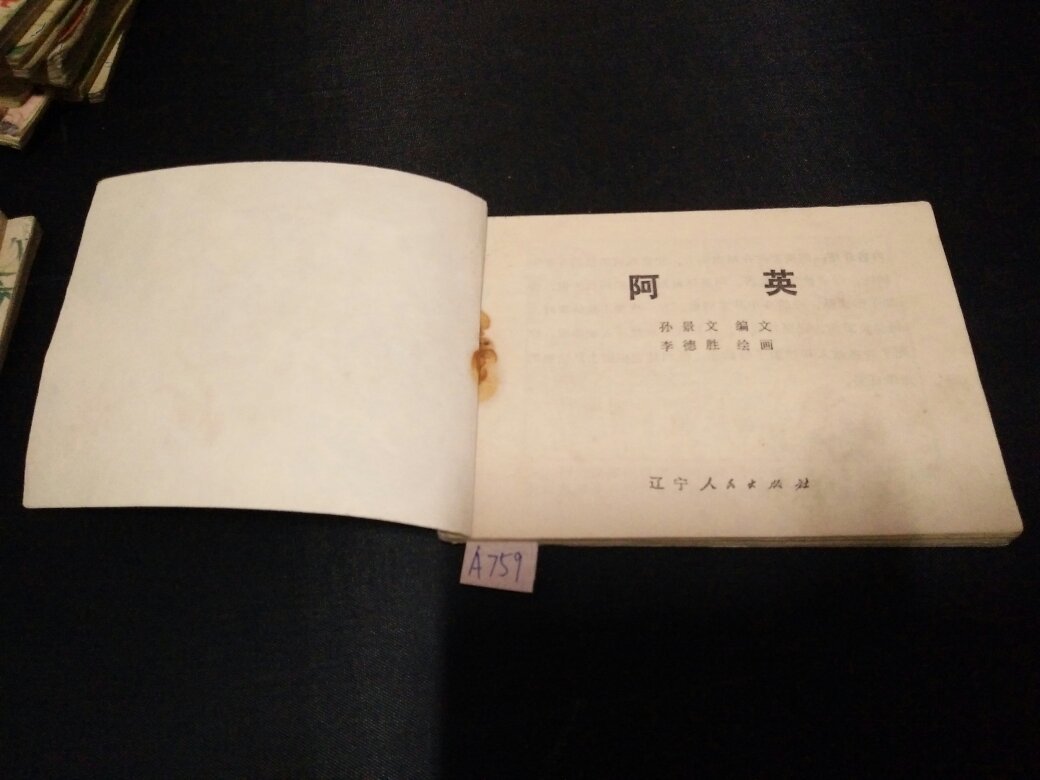 阿 英
孙景文 编文
李德胜 绘画
辽宁人民出版社
A759